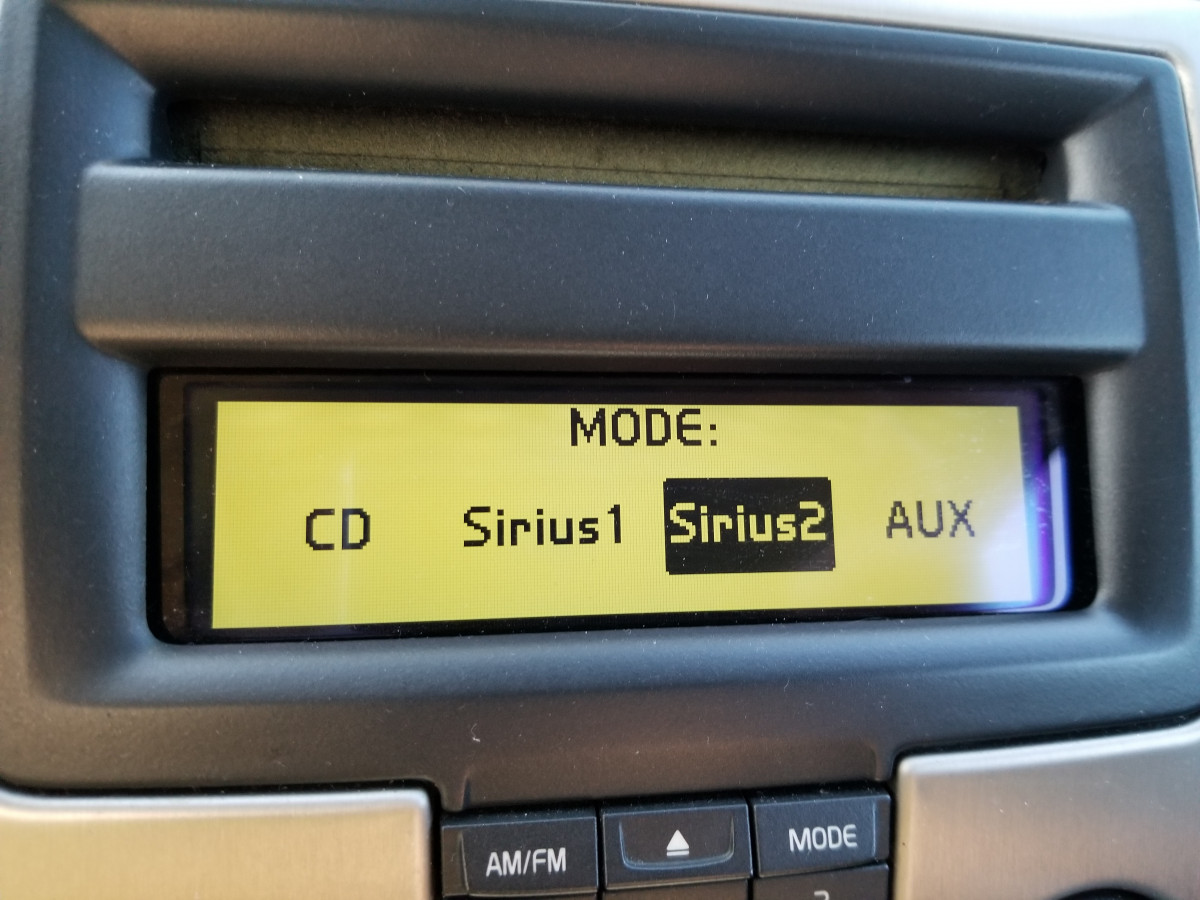 MODE:
CD Sirius1 Sirius2 AUX
AM/FM MODE